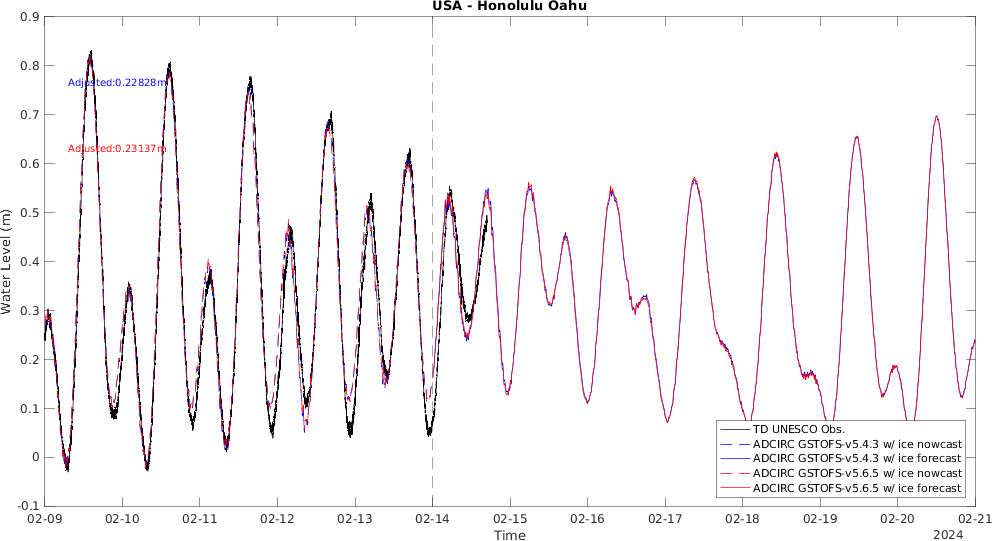 USA - Honolulu Oahu
0.9
0.8
Adjusted:0.22828m
0.7
Adjusted:0.23137m
0.6
0.5
0.4
0.3
0.2
0.1
0
-0.1
Water Level (m)
TD UNESCO Obs.
ADCIRC GSTOFS-v5.4.3 w/ ice nowcast
ADCIRC GSTOFS-v5.4.3 w/ ice forecast
ADCIRC GSTOFS-v5.6.5 w/ ice nowcast
ADCIRC GSTOFS-v5.6.5 w/ ice forecast
02-09 02-10 02-11 02-12 02-13 02-14 02-15 02-16 02-17 02-18 02-19 02-20 02-21
Time
2024